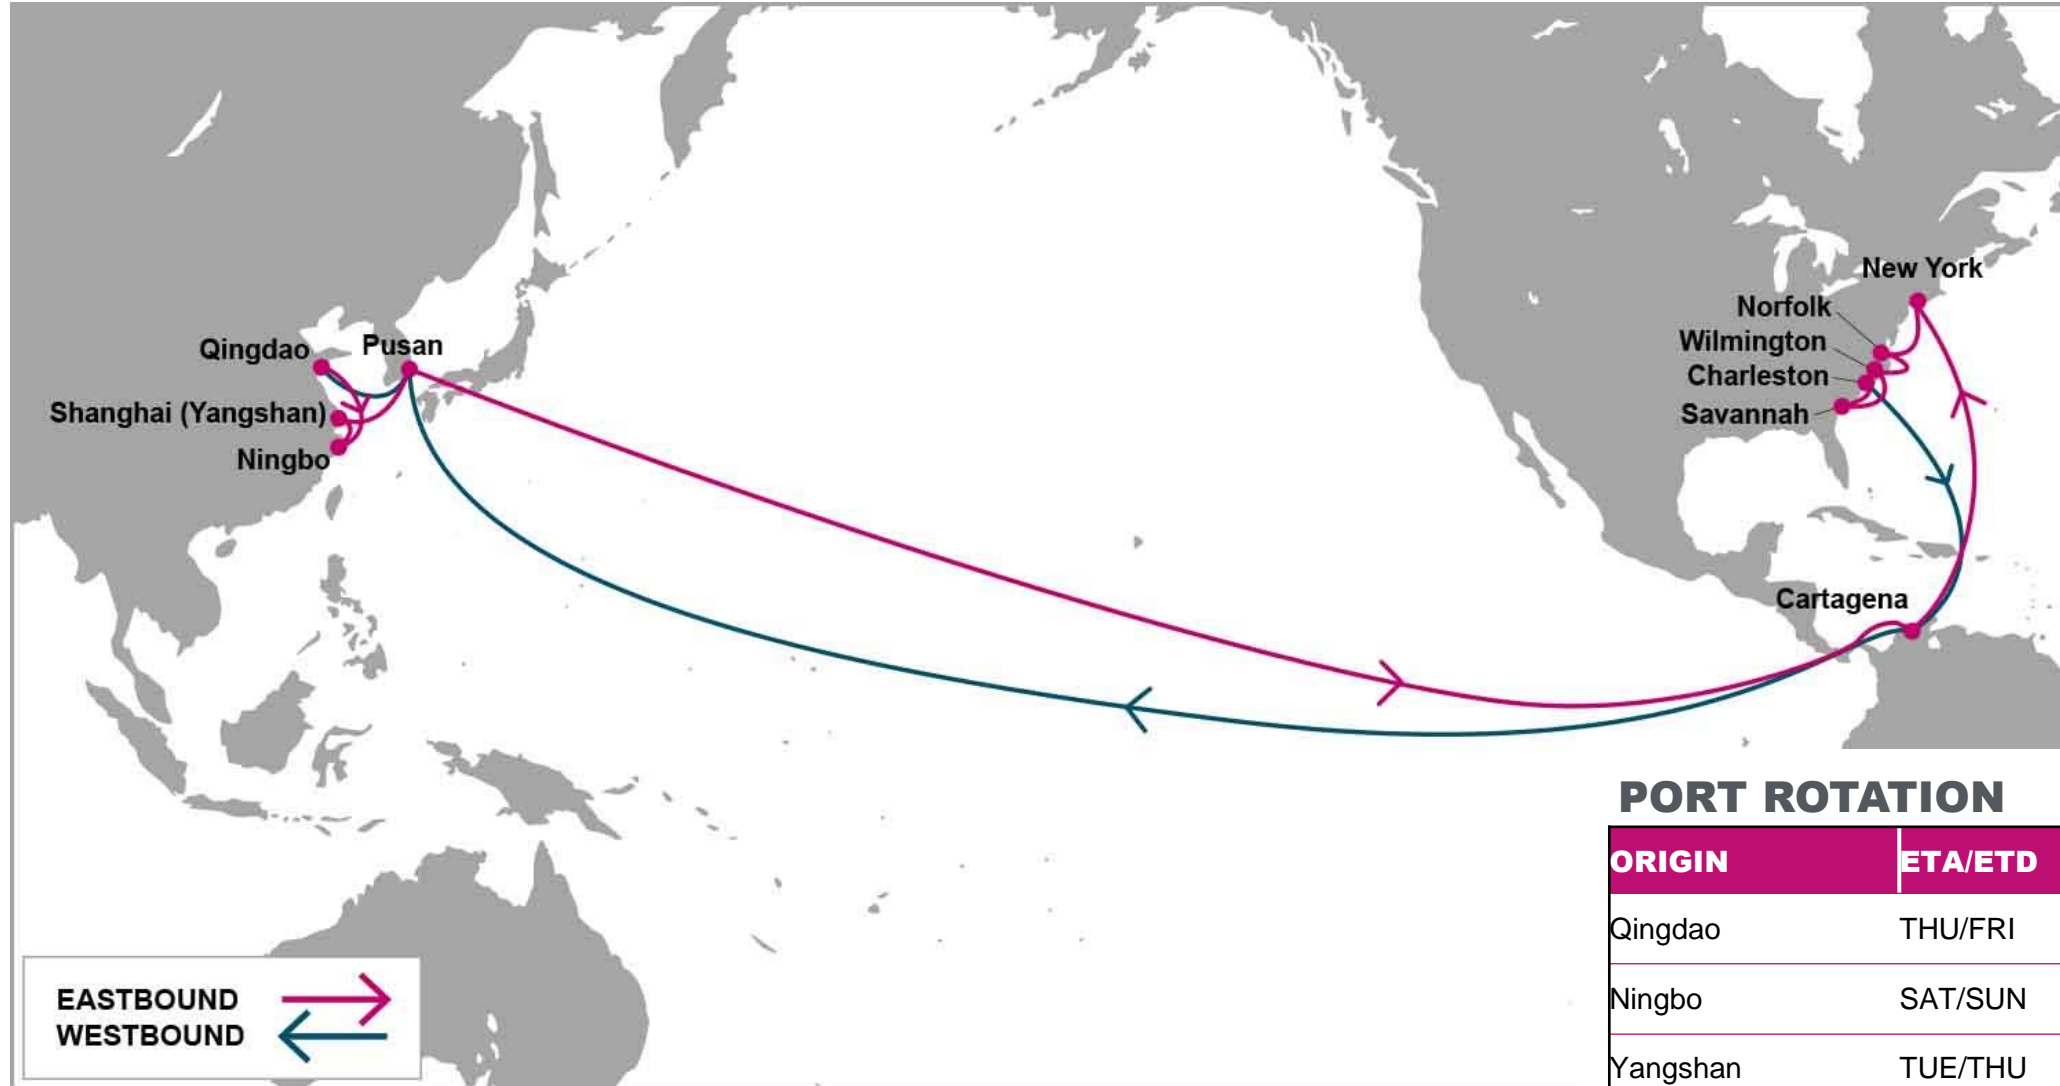 New York
Norfolk
Wilmington
Charleston
Savannah
Qingdao
Pusan
Shanghai (Yangshan)
Ningbo
Cartagena
PORT ROTATION
ORIGIN ETA/ETD
Qingdao THU/FRI
Ningbo SAT/SUN
Yangshan TUE/THU
EASTBOUND
WESTBOUND